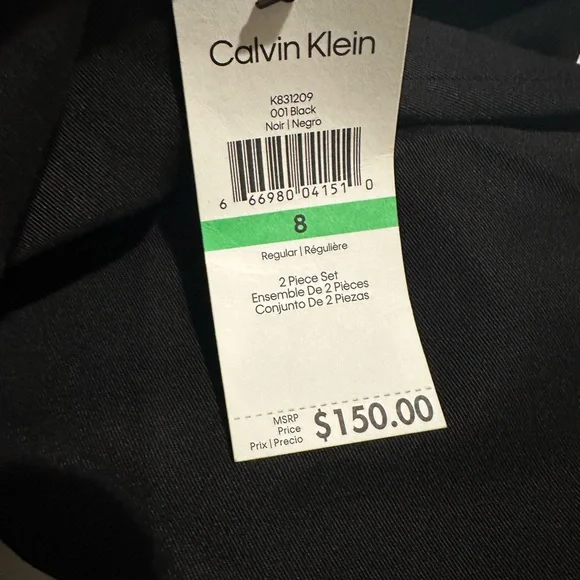 Calvin Klein
K831209
001 Black
Noir | Negro
6 66980 04151 0
8
Regular | Régulière
2 Piece Set
Ensemble De 2 Pièces
Conjunto De 2 Piezas
MSRP
Price
Prix | Precio
$150.00